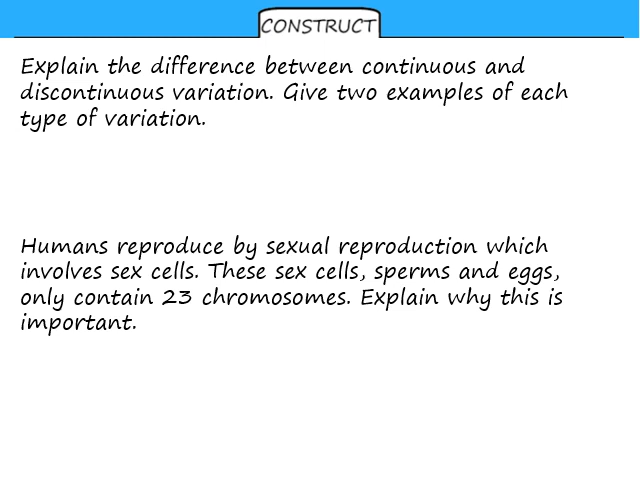 CONSTRUCT
Explain the difference between continuous and
discontinuous variation. Give two examples of each
type of variation.
Humans reproduce by sexual reproduction which
involves sex cells. These sex cells, sperms and eggs,
only contain 23 chromosomes. Explain why this is
important.